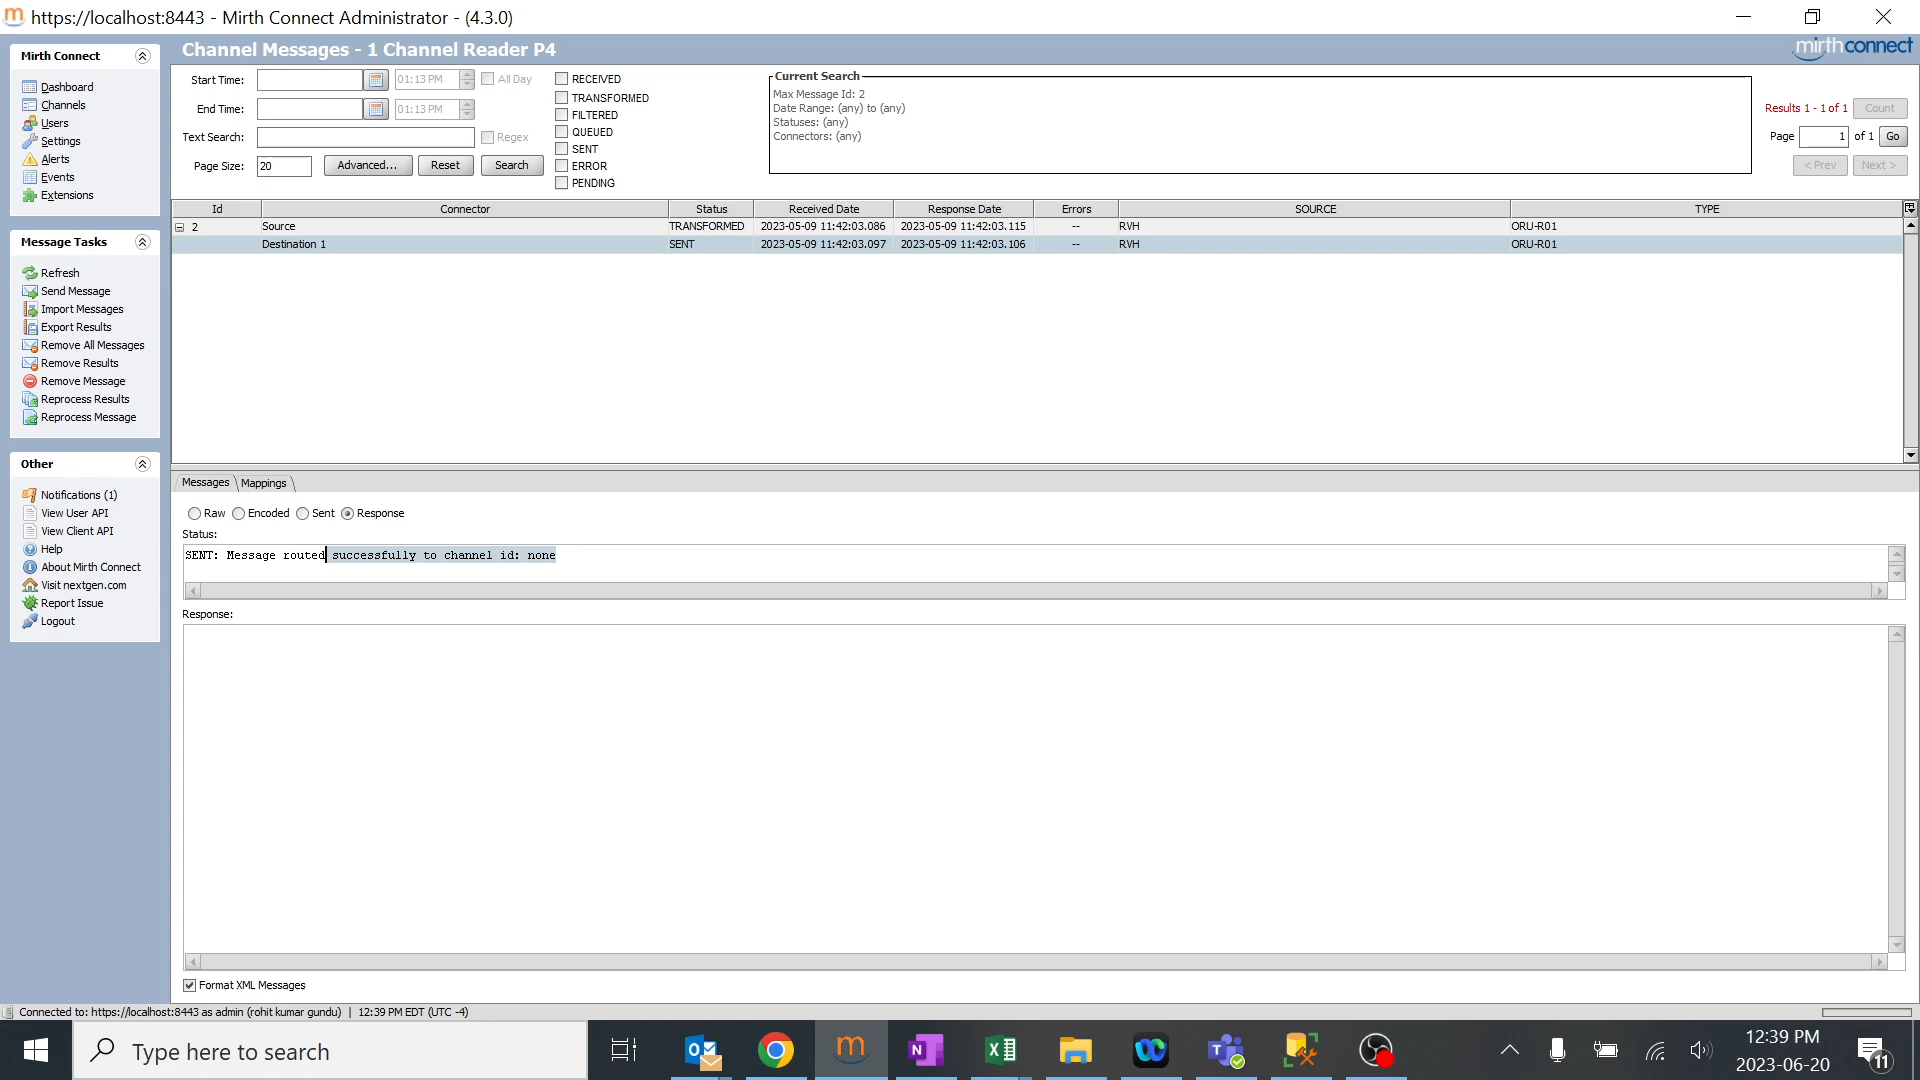 https://localhost:8443 - Mirth Connect Administrator - (4.3.0)
Mirth Connect
Dashboard
Channels
Users
Settings
Alerts
Events
Extensions
Message Tasks
Refresh
Send Message
Import Messages
Export Results
Remove All Messages
Remove Results
Remove Message
Reprocess Results
Reprocess Message
Other
Notifications (1)
View User API
View Client API
Help
About Mirth Connect
Visit nextgen.com
Report Issue
Logout
Channel Messages - 1 Channel Reader P4
mirthconnect
Start Time: 01:13 PM All Day
End Time: 01:13 PM
Text Search: Regex
Page Size: 20 Advanced... Reset Search
RECEIVED
TRANSFORMED
FILTERED
QUEUED
SENT
ERROR
PENDING
Current Search
Max Message Id: 2
Date Range: (any) to (any)
Statuses: (any)
Connectors: (any)
Results 1 - 1 of 1 Count
Page 1 of 1 Go
< Prev Next >
Id Connector Status Received Date Response Date Errors SOURCE TYPE
2 Source TRANSFORMED 2023-05-09 11:42:03.086 2023-05-09 11:42:03.115 -- RVH ORU-R01
Destination 1 SENT 2023-05-09 11:42:03.097 2023-05-09 11:42:03.106 -- RVH ORU-R01
Messages Mappings
Raw Encoded Sent Response
Status:
SENT: Message routed successfully to channel id: none
Response:
Format XML Messages
Connected to: https://localhost:8443 as admin (rohit kumar gundu) | 12:39 PM EDT (UTC -4)
Type here to search
12:39 PM
2023-06-20
11